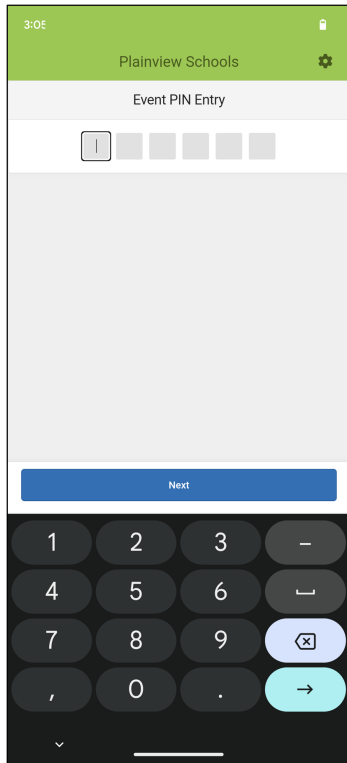 3:05
Plainview Schools
Event PIN Entry
Next
1 2 3 –
4 5 6
7 8 9
, 0 . →